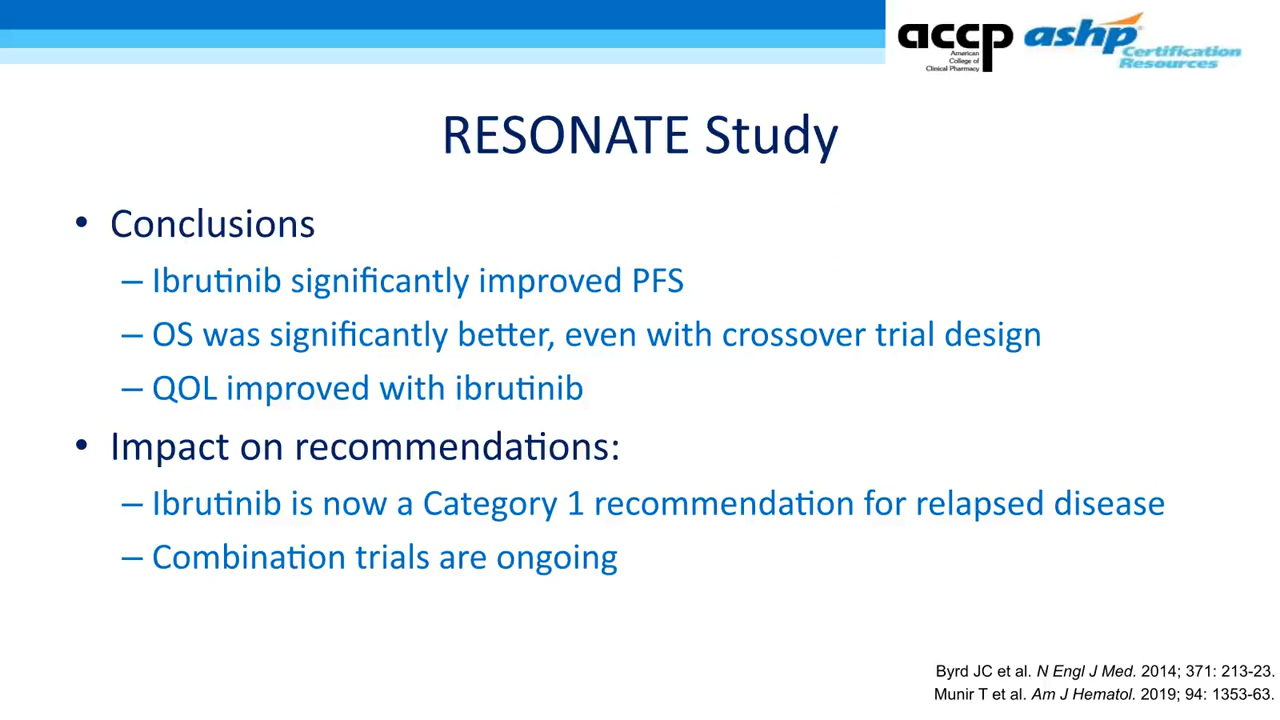 accp
American
College of
Clinical Pharmacy
ashp
Certification
Resources
RESONATE Study
• Conclusions
– Ibrutinib significantly improved PFS
– OS was significantly better, even with crossover trial design
– QOL improved with ibrutinib
• Impact on recommendations:
– Ibrutinib is now a Category 1 recommendation for relapsed disease
– Combination trials are ongoing
Byrd JC et al. N Engl J Med. 2014; 371: 213-23.
Munir T et al. Am J Hematol. 2019; 94: 1353-63.